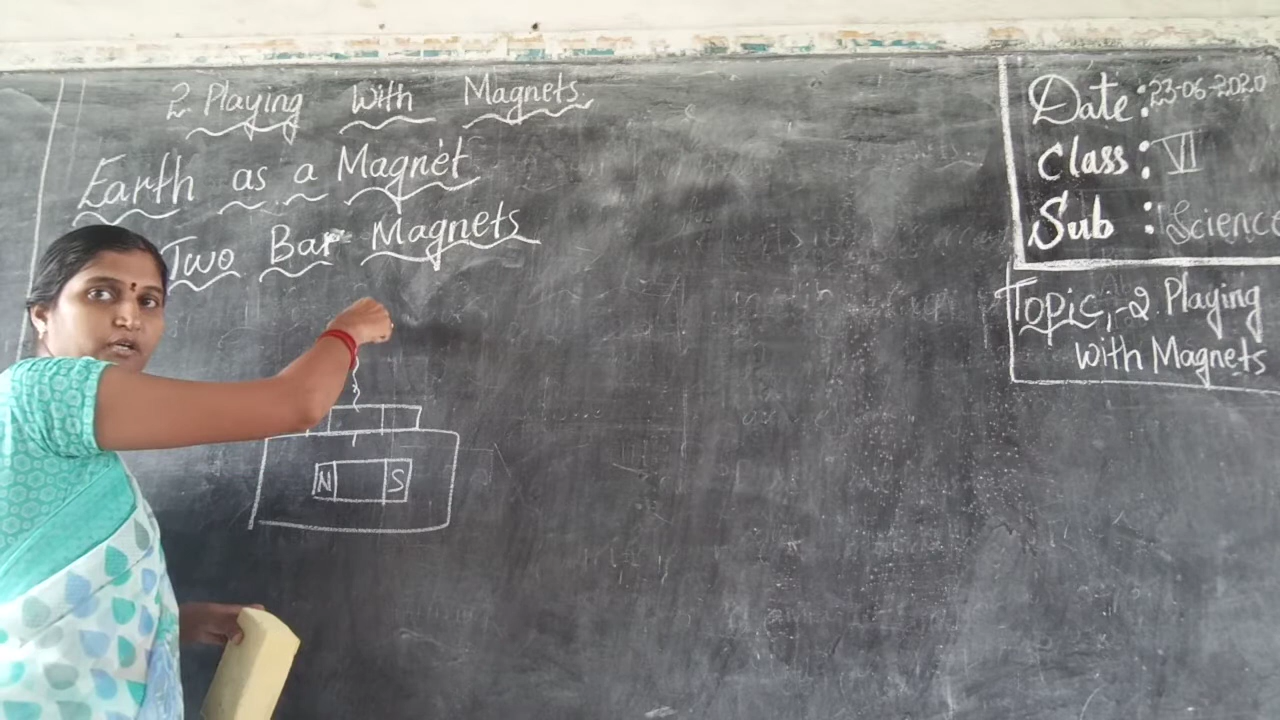 2. Playing With Magnets.
Earth as a Magnet
Two Bar Magnets
N S
Date: 23-06-2020
Class: VI
Sub : Science
Topic;-2 Playing
With Magnets